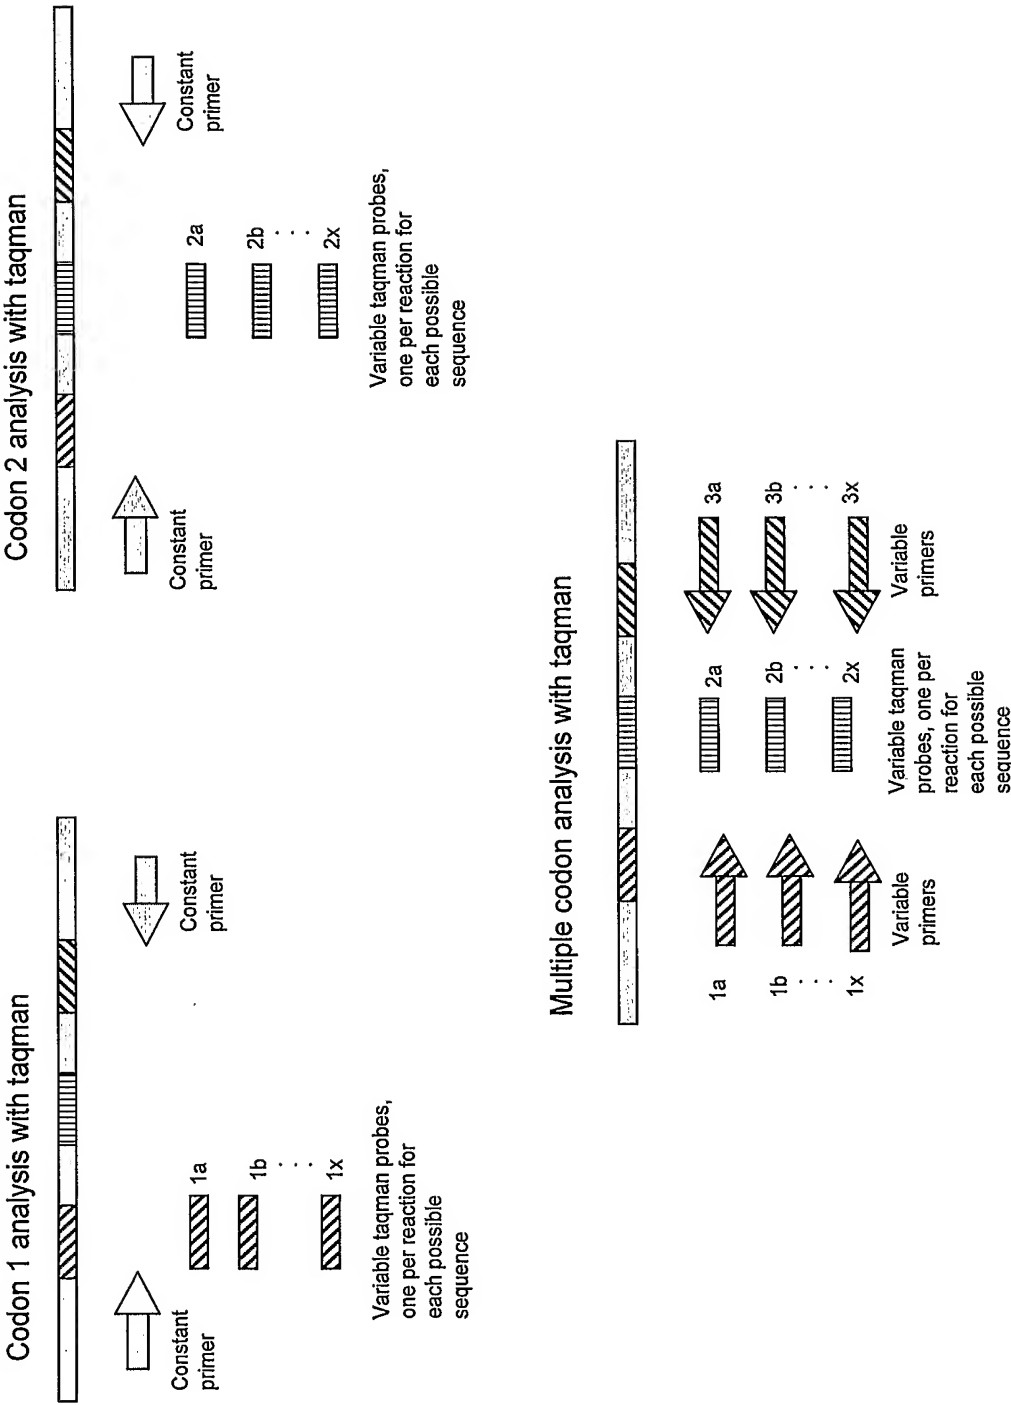 Codon 1 analysis with taqman
Constant
primer
Constant
primer
1a
1b
. . .
1x
Variable taqman probes,
one per reaction for
each possible
sequence
Codon 2 analysis with taqman
Constant
primer
Constant
primer
2a
2b
. . .
2x
Variable taqman probes,
one per reaction for
each possible
sequence
Multiple codon analysis with taqman
1a
1b
. . .
1x
Variable
primers
2a
2b
. . .
2x
Variable taqman
probes, one per
reaction for
each possible
sequence
3a
3b
. . .
3x
Variable
primers